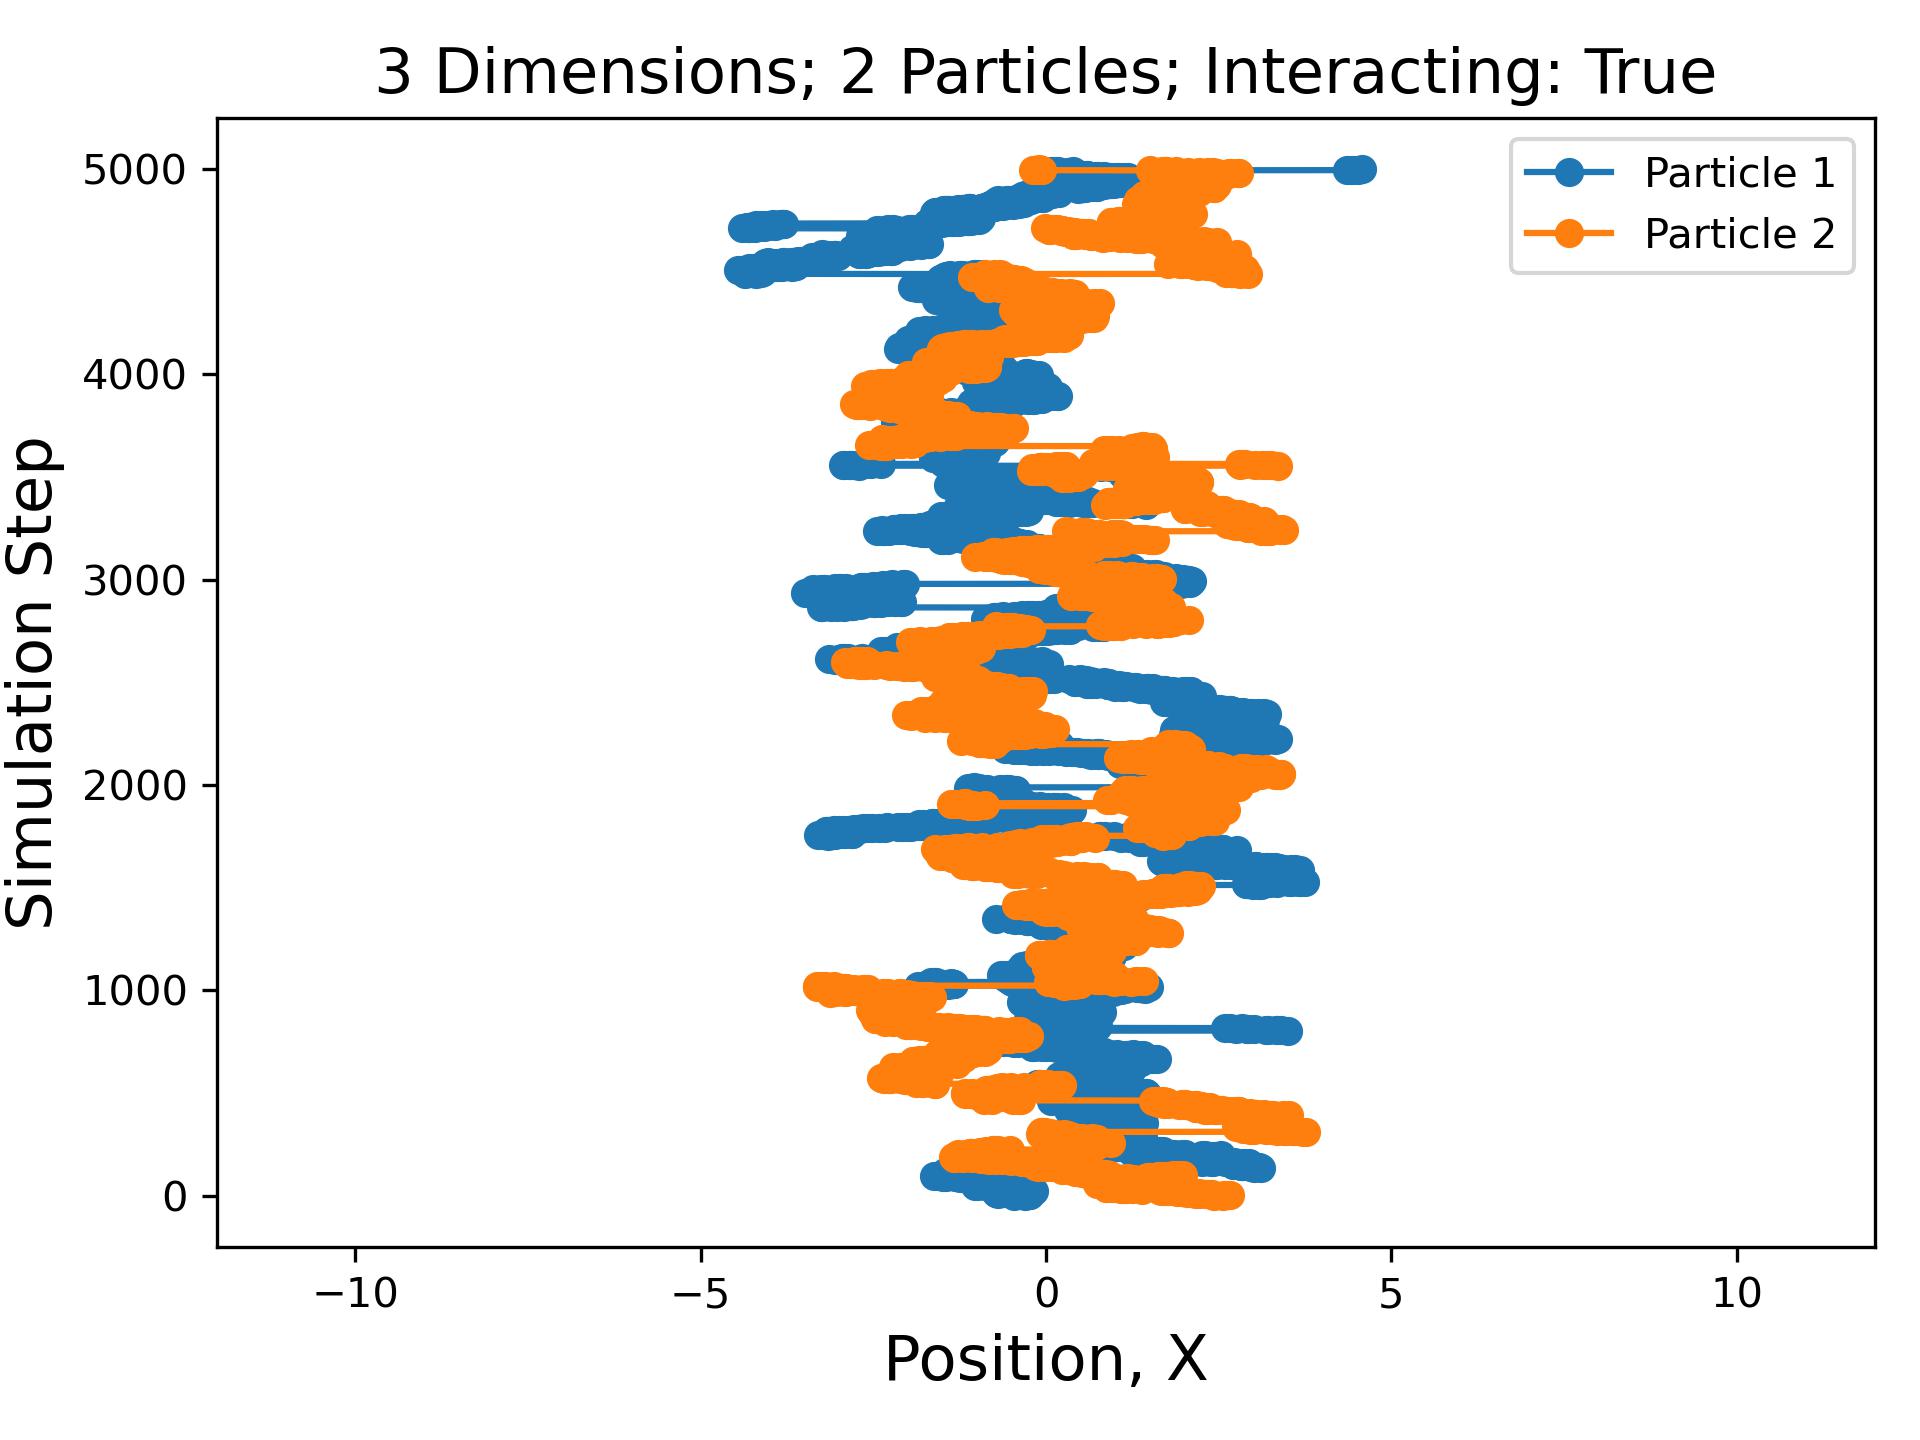 3 Dimensions; 2 Particles; Interacting: True
Particle 1
Particle 2
5000
4000
3000
2000
1000
0
Simulation Step
−10
−5
0
5
10
Position, X